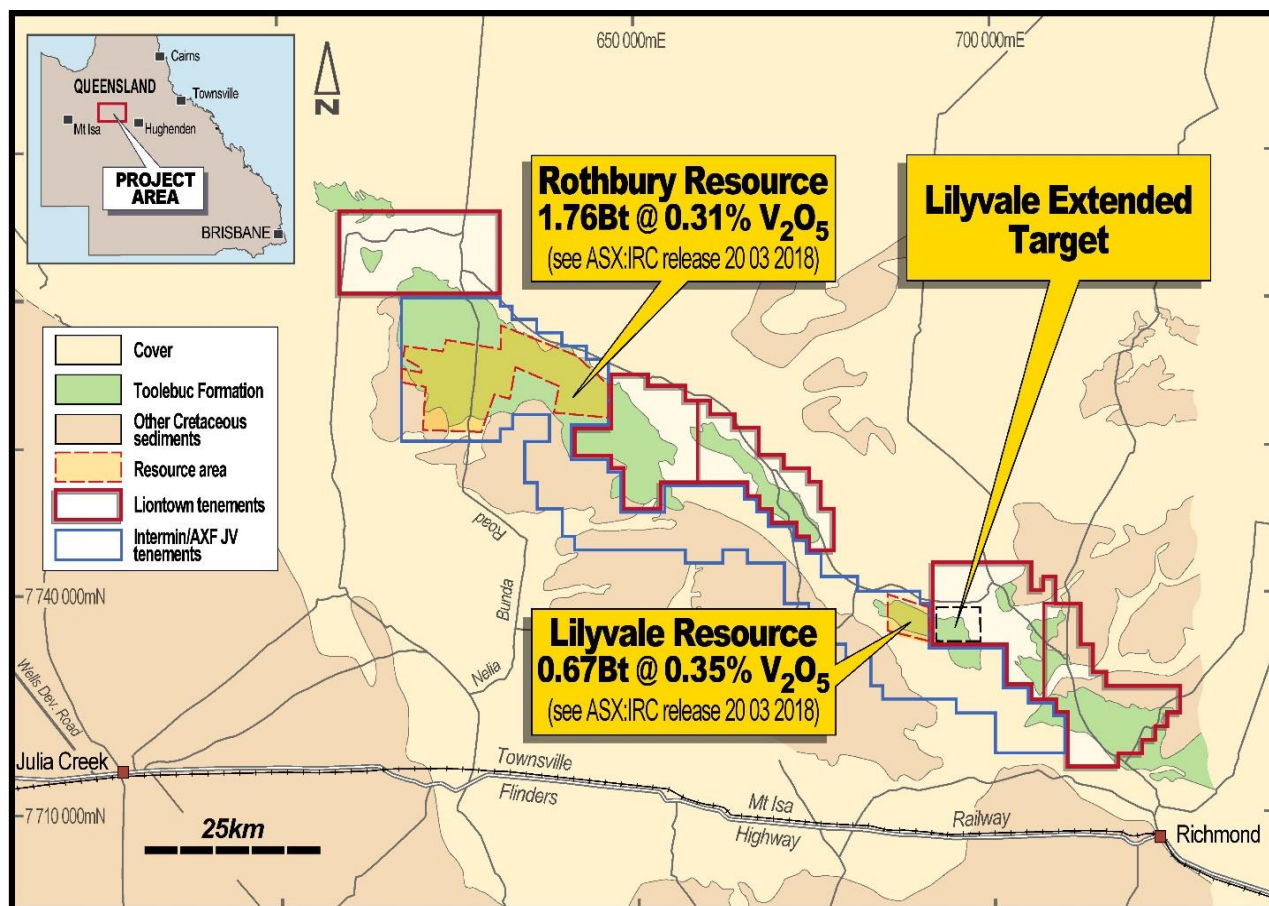 650 000mE
700 000mE
Cairns
QUEENSLAND
Townsville
Mt Isa
Hughenden
PROJECT
AREA
BRISBANE
N
Rothbury Resource
1.76Bt @ 0.31% V₂O₅
(see ASX:IRC release 20 03 2018)
Lilyvale Extended
Target
Cover
Toolebuc Formation
Other Cretaceous
sediments
Resource area
Liontown tenements
Intermin/AXF JV
tenements
7 740 000mN
Road
Bunda
Nelia
Lilyvale Resource
0.67Bt @ 0.35% V₂O₅
(see ASX:IRC release 20 03 2018)
Wells Dev. Road
Julia Creek
Townsville
Flinders
Mt Isa
Highway
Railway
Richmond
7 710 000mN
25km